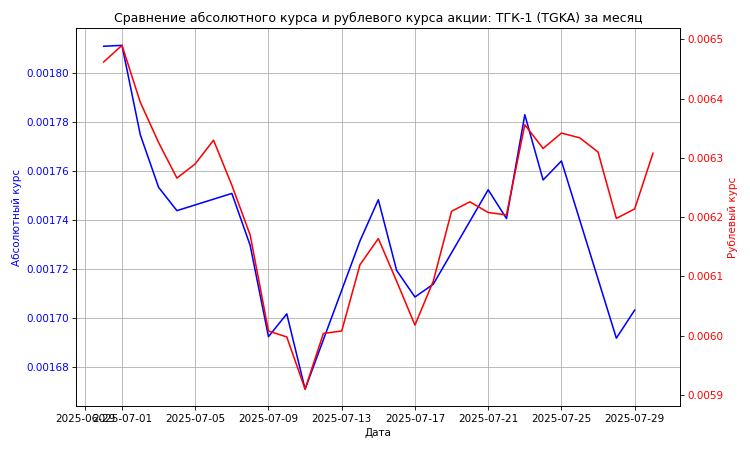 Сравнение абсолютного курса и рублевого курса акции: ТГК-1 (TGKA) за месяц
0.0065
0.00180
0.0064
0.00178
0.0063
0.00176
0.00174
0.0062
0.00172
0.0061
0.00170
0.0060
0.00168
0.0059
Абсолютный курс
Рублевый курс
2025-06-29 2025-07-01 2025-07-05 2025-07-09 2025-07-13 2025-07-17 2025-07-21 2025-07-25 2025-07-29
Дата